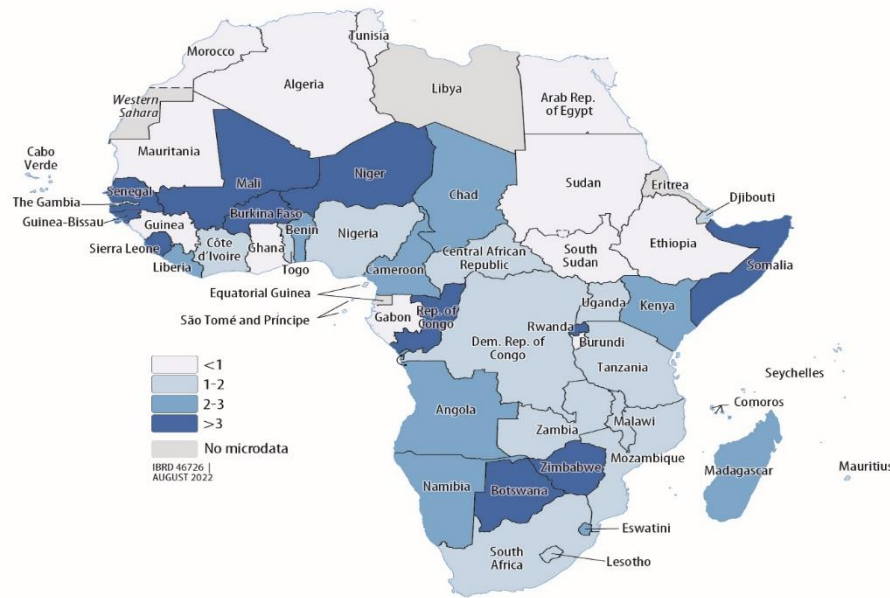 Tunisia
Morocco
Algeria
Libya
Arab Rep.
of Egypt
Western
Sahara
Cabo
Verde
Mauritania
Mali
Niger
Chad
Sudan
Eritrea
Djibouti
Senegal
The Gambia
Guinea-Bissau
Guinea
Burkina Faso
Benin
Nigeria
Sierra Leone
Côte
d'Ivoire
Ghana
Togo
Liberia
Cameroon
Central African
Republic
South
Sudan
Ethiopia
Somalia
Equatorial Guinea
São Tomé and Príncipe
Gabon
Rep. of
Congo
Dem. Rep. of
Congo
Uganda
Kenya
Rwanda
Burundi
Tanzania
Seychelles
Comoros
Angola
Zambia
Malawi
Mozambique
Madagascar
Mauritius
Namibia
Zimbabwe
Botswana
Eswatini
South
Africa
Lesotho
<1
1-2
2-3
>3
No microdata
IBRD 46726 |
AUGUST 2022